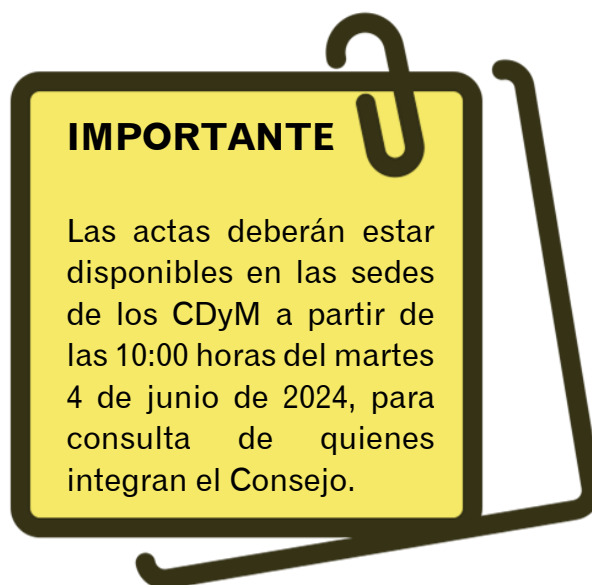 IMPORTANTE
Las actas deberán estar
disponibles en las sedes
de los CDyM a partir de
las 10:00 horas del martes
4 de junio de 2024, para
consulta de quienes
integran el Consejo.